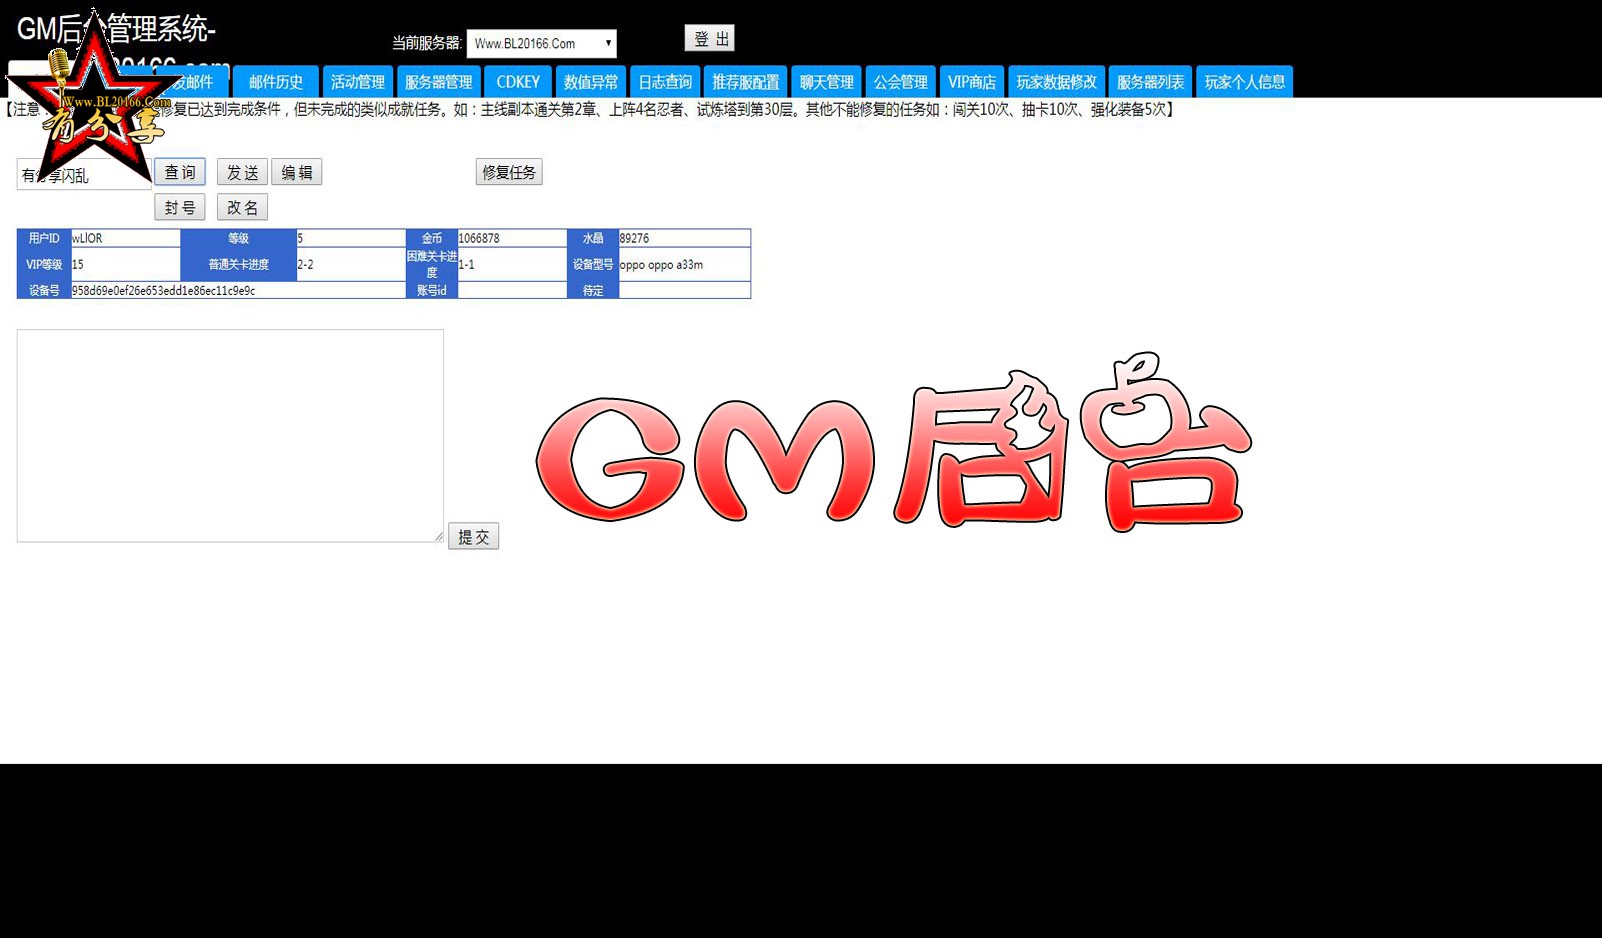 GM后台管理系统-
当前服务器: Www.BL20166.Com
登 出
发邮件 邮件历史 活动管理 服务器管理 CDKEY 数值异常 日志查询 推荐服配置 聊天管理 公会管理 VIP商店 玩家数据修改 服务器列表 玩家个人信息
Www.BL20166.Com
有分享
【注意: 修复已达到完成条件，但未完成的类似成就任务。如：主线副本通关第2章、上阵4名忍者、试炼塔到第30层。其他不能修复的任务如：闯关10次、抽卡10次、强化装备5次】
有分享闪乱 查 询 发 送 编 辑 修复任务
封 号 改 名
用户ID wLlOR 等级 5 金币 1066878 水晶 89276
VIP等级 15 普通关卡进度 2-2 困难关卡进度 1-1 设备型号 oppo oppo a33m
设备号 958d69e0ef26e653edd1e86ec11c9e9c 账号id 待定
GM后台
提 交